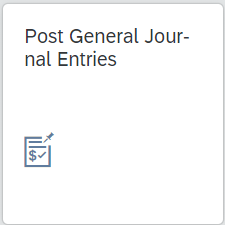 Post General Jour-
nal Entries
$